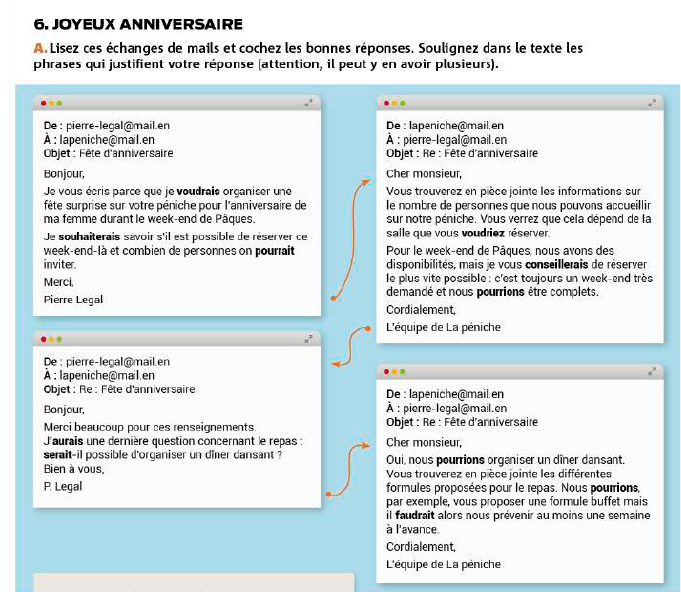 6. JOYEUX ANNIVERSAIRE
A. Lisez ces échanges de mails et cochez les bonnes réponses. Soulignez dans le texte les
phrases qui justifient votre réponse (attention, il peut y en avoir plusieurs).
De : pierre-legal@mail.en
À : lapeniche@mail.en
Objet : Fête d'anniversaire
Bonjour,
Je vous écris parce que je voudrais organiser une
fête surprise sur votre péniche pour l'anniversaire de
ma femme durant le week-end de Pâques.
Je souhaiterais savoir s'il est possible de réserver ce
week-end-là et combien de personnes on pourrait
inviter.
Merci,
Pierre Legal
De : lapeniche@mail.en
À : pierre-legal@mail.en
Objet : Re : Fête d'anniversaire
Cher monsieur,
Vous trouverez en pièce jointe les informations sur
le nombre de personnes que nous pouvons accueillir
sur notre péniche. Vous verrez que cela dépend de la
salle que vous voudriez réserver.
Pour le week-end de Pâques, nous avons des
disponibilités, mais je vous conseillerais de réserver
le plus vite possible : c'est toujours un week-end très
demandé et nous pourrions être complets.
Cordialement,
L'équipe de La péniche
De : pierre-legal@mail.en
À : lapeniche@mail.en
Objet : Re : Fête d'anniversaire
Bonjour,
Merci beaucoup pour ces renseignements.
J'aurais une dernière question concernant le repas :
serait-il possible d'organiser un dîner dansant ?
Bien à vous,
P. Legal
De : lapeniche@mail.en
À : pierre-legal@mail.en
Objet : Re : Fête d'anniversaire
Cher monsieur,
Oui, nous pourrions organiser un dîner dansant.
Vous trouverez en pièce jointe les différentes
formules proposées pour le repas. Nous pourrions,
par exemple, vous proposer une formule buffet mais
il faudrait alors nous prévenir au moins une semaine
à l'avance.
Cordialement,
L'équipe de La péniche